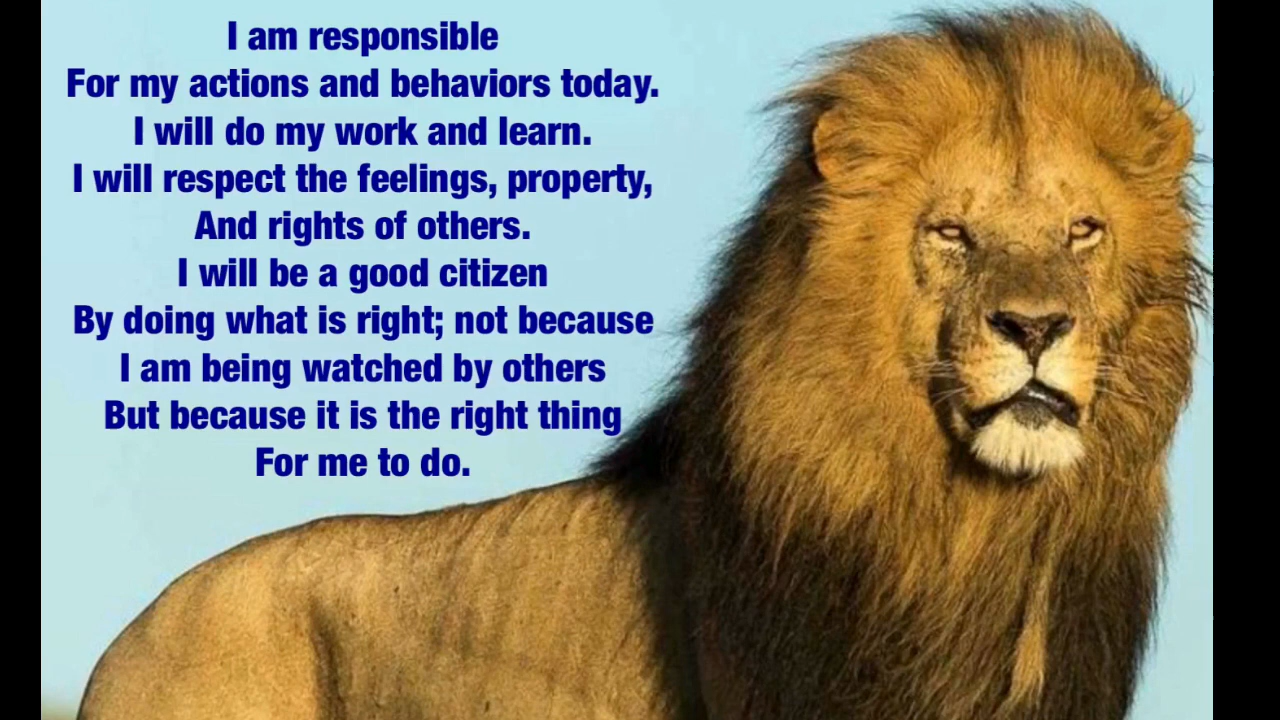 I am responsible
For my actions and behaviors today.
I will do my work and learn.
I will respect the feelings, property,
And rights of others.
I will be a good citizen
By doing what is right; not because
I am being watched by others
But because it is the right thing
For me to do.